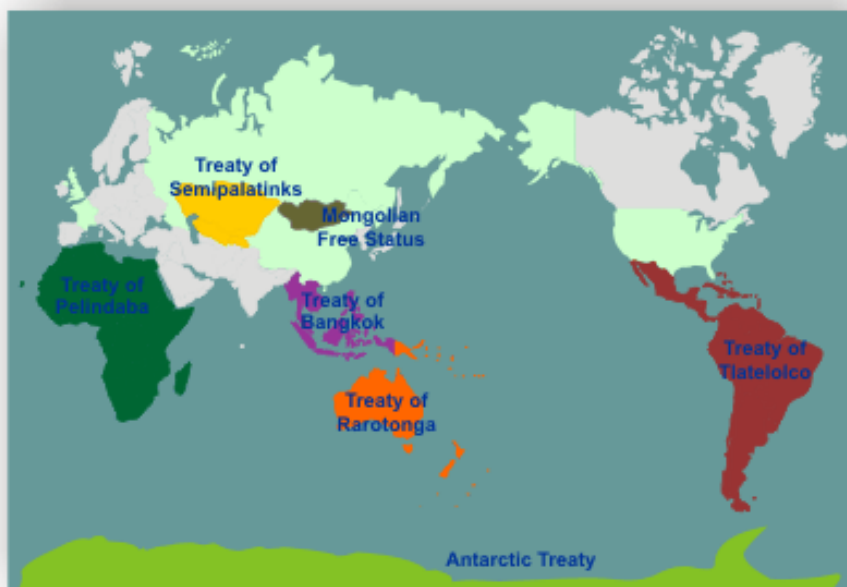 Treaty of
Semipalatinks
Mongolian
Free Status
Treaty of
Pelindaba
Treaty of
Bangkok
Treaty of
Tlatelolco
Treaty of
Rarotonga
Antarctic Treaty